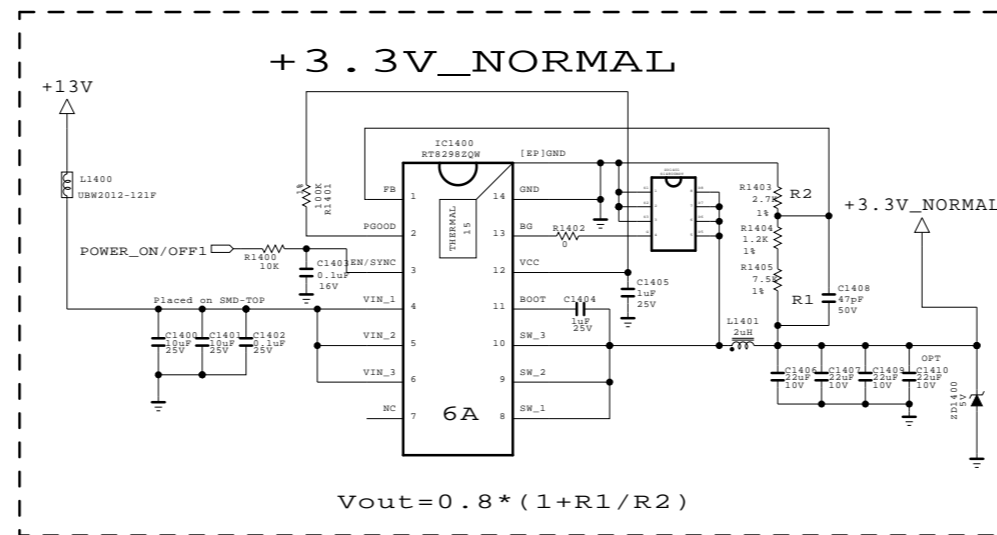 +3.3V_NORMAL
+13V
L1400
UBW2012-121F
IC1400
RT8298ZQW
[EP]GND
FB
1
14
GND
1%
100K
R1401
PGOOD
2
THERMAL
15
13
BG
R1402
0
POWER_ON/OFF1
R1400
10K
C1403
0.1uF
16V
EN/SYNC
3
12
VCC
C1405
1uF
25V
Placed on SMD-TOP
VIN_1
4
11
BOOT
C1404
1uF
25V
C1400
10uF
25V
C1401
10uF
25V
C1402
0.1uF
25V
VIN_2
5
10
SW_3
VIN_3
6
9
SW_2
NC
7
6A
8
SW_1
R1403
2.7K
1%
R2
R1404
1.2K
1%
R1405
7.5K
1%
R1
C1408
47pF
50V
+3.3V_NORMAL
L1401
2uH
C1406
22uF
10V
C1407
22uF
10V
C1409
22uF
10V
OPT
C1410
22uF
10V
ZD1400
5V
Vout=0.8*(1+R1/R2)